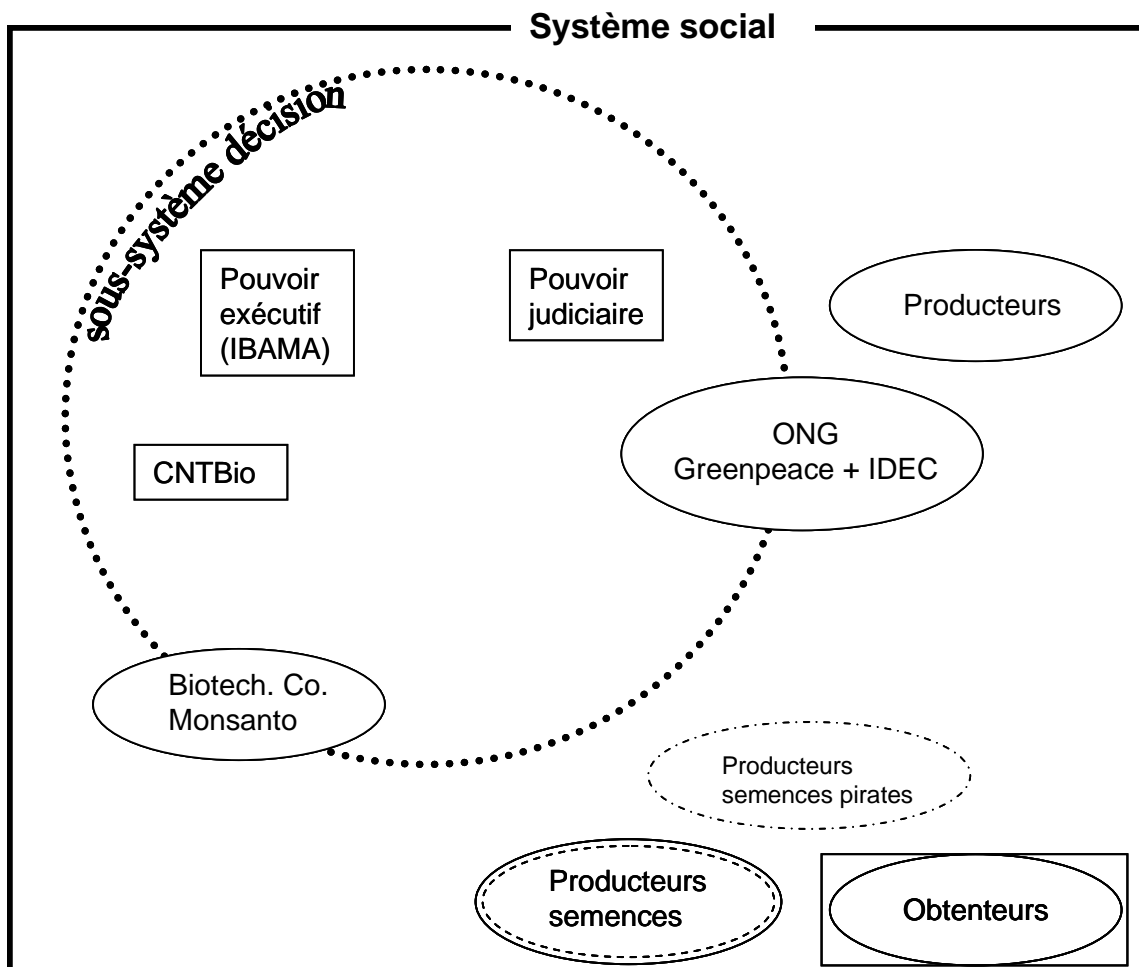 Système social
sous-système décision
Pouvoir
exécutif
(IBAMA)
Pouvoir
judiciaire
Producteurs
ONG
Greenpeace + IDEC
CNTBio
Biotech. Co.
Monsanto
Producteurs
semences pirates
Producteurs
semences
Obtenteurs